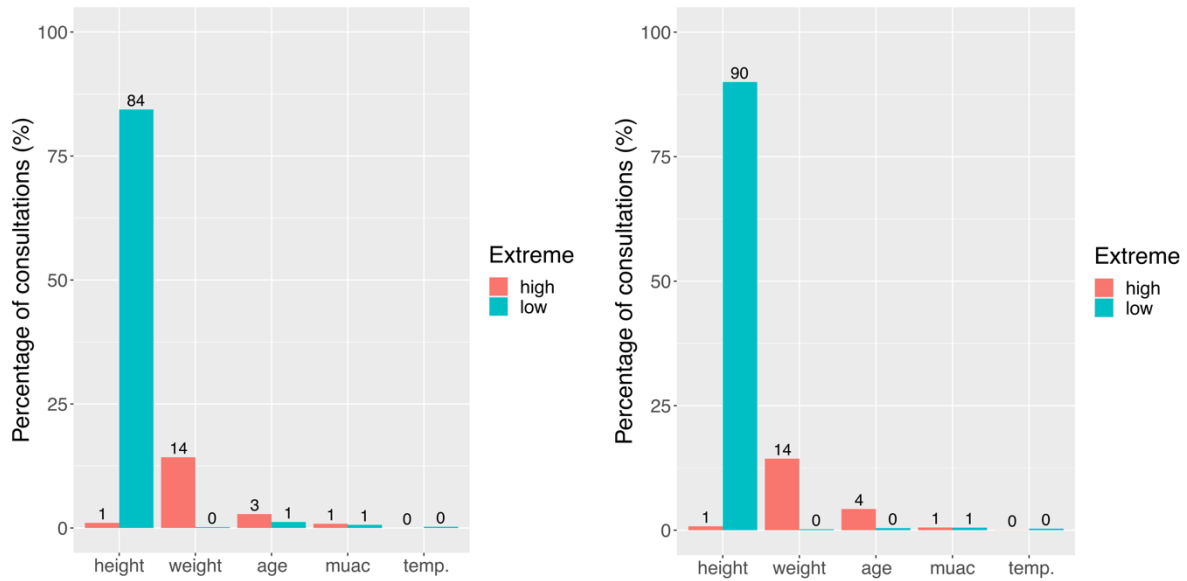 Percentage of consultations (%)
100
75
50
25
0
1
84
14
0
3
1
1
1
0
0
height
weight
age
muac
temp.
Extreme
high
low
Percentage of consultations (%)
100
75
50
25
0
1
90
14
0
4
0
1
1
0
0
height
weight
age
muac
temp.
Extreme
high
low